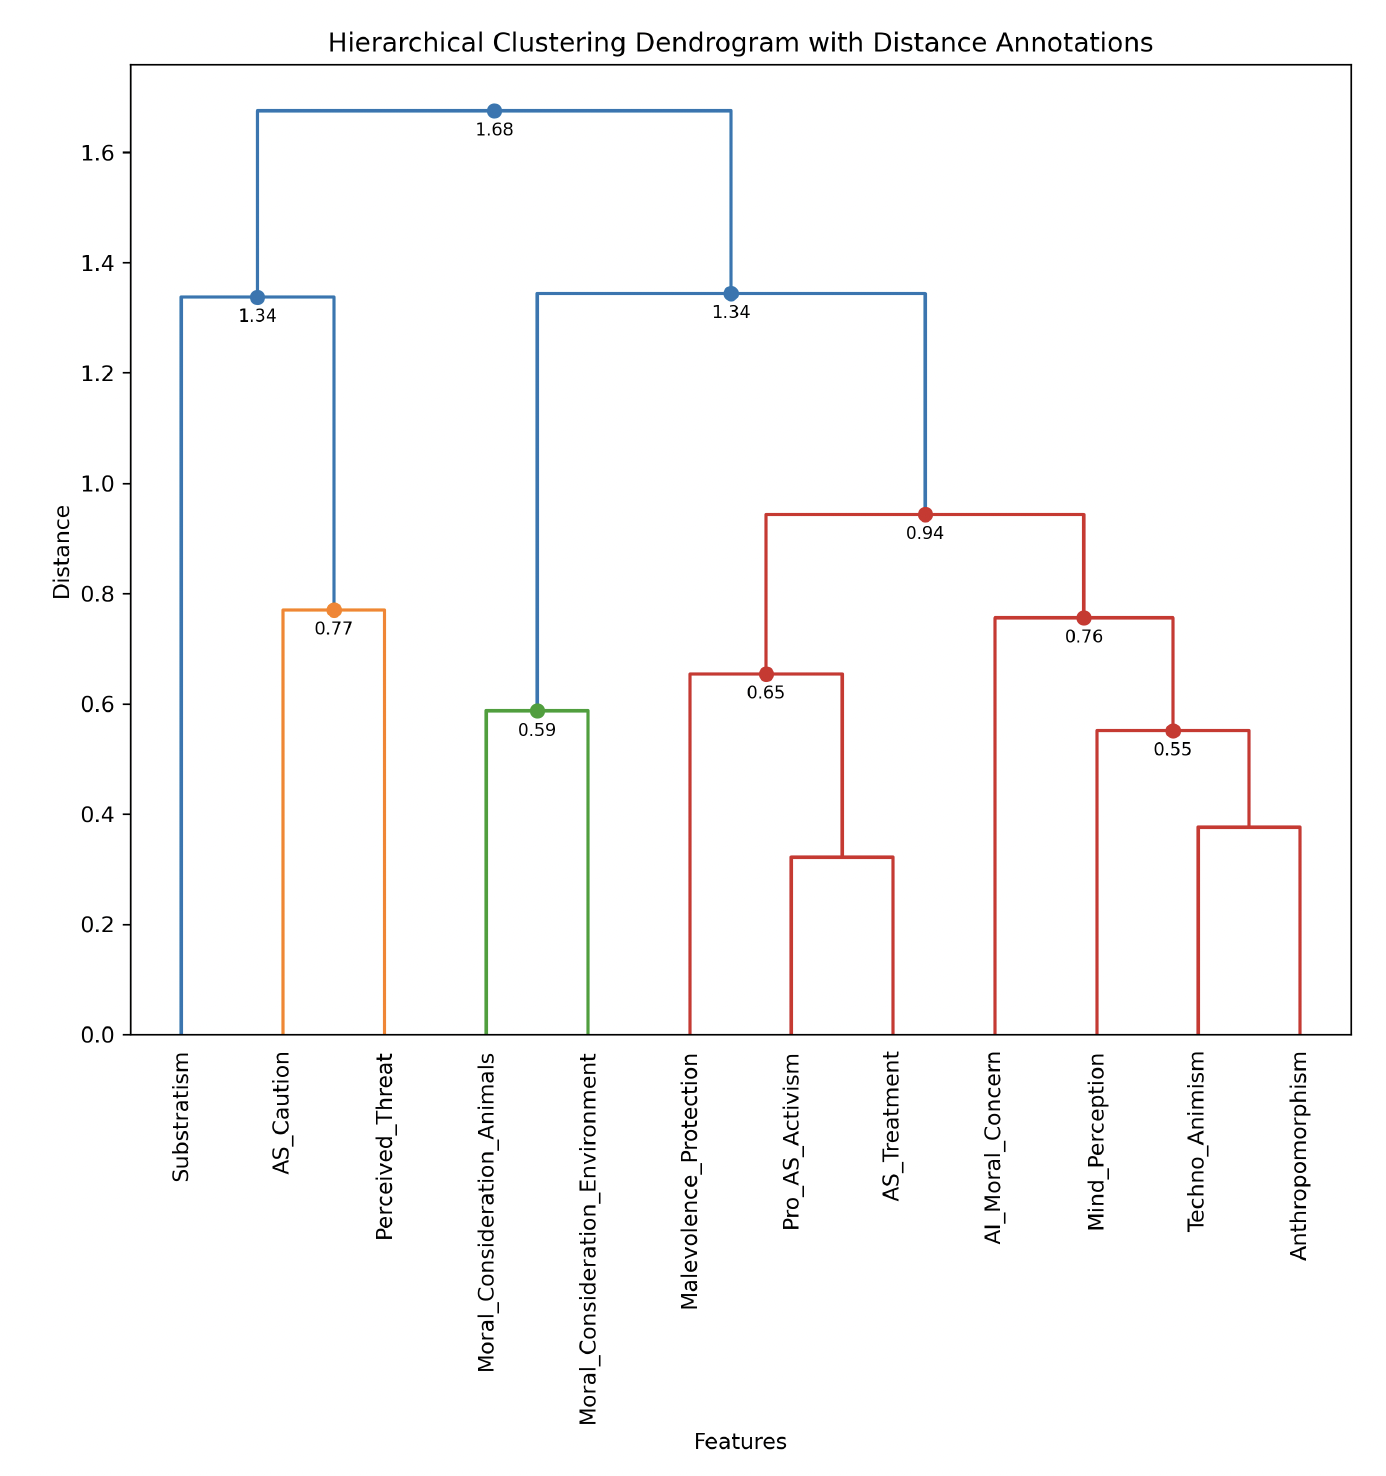 Hierarchical Clustering Dendrogram with Distance Annotations
1.68
1.6
1.4
1.34
1.34
1.2
1.0
Distance
0.94
0.8
0.77
0.76
0.65
0.6
0.59
0.55
0.4
0.2
0.0
Substratism
AS_Caution
Perceived_Threat
Moral_Consideration_Animals
Moral_Consideration_Environment
Malevolence_Protection
Pro_AS_Activism
AS_Treatment
AI_Moral_Concern
Mind_Perception
Techno_Animism
Anthropomorphism
Features